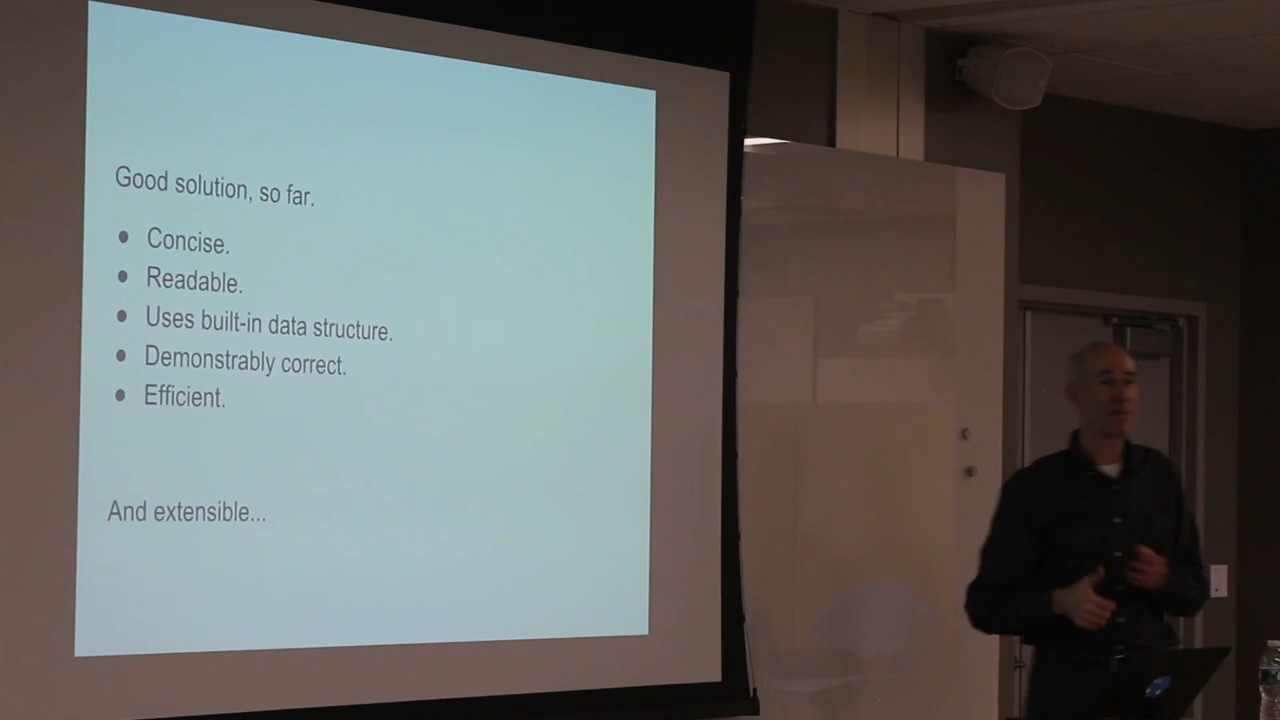 Good solution, so far.
● Concise.
● Readable.
● Uses built-in data structure.
● Demonstrably correct.
● Efficient.
And extensible...